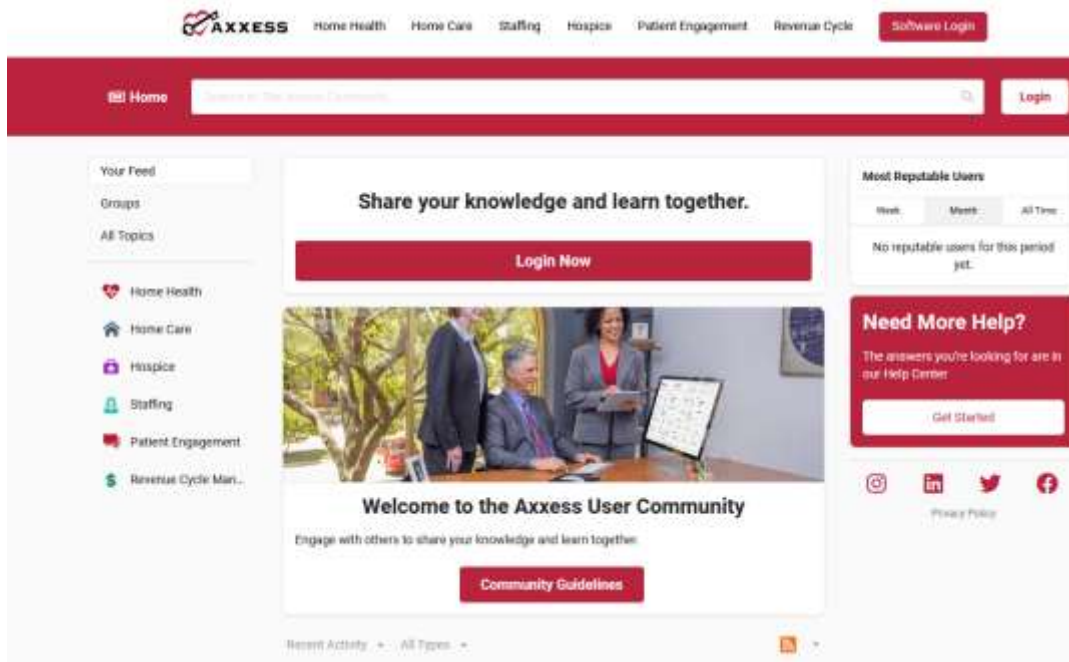 AXXESS
Home Health
Home Care
Staffing
Hospice
Patient Engagement
Revenue Cycle
Software Login
Home
Login
Your Feed
Groups
All Topics
Home Health
Home Care
Hospice
Staffing
Patient Engagement
Revenue Cycle Man...
Share your knowledge and learn together.
Login Now
Welcome to the Axxess User Community
Engage with others to share your knowledge and learn together.
Community Guidelines
Recent Activity
All Types
Most Reputable Users
Week
Month
All Time
No reputable users for this period
yet.
Need More Help?
The answers you're looking for are in
our Help Center
Get Started
Privacy Policy